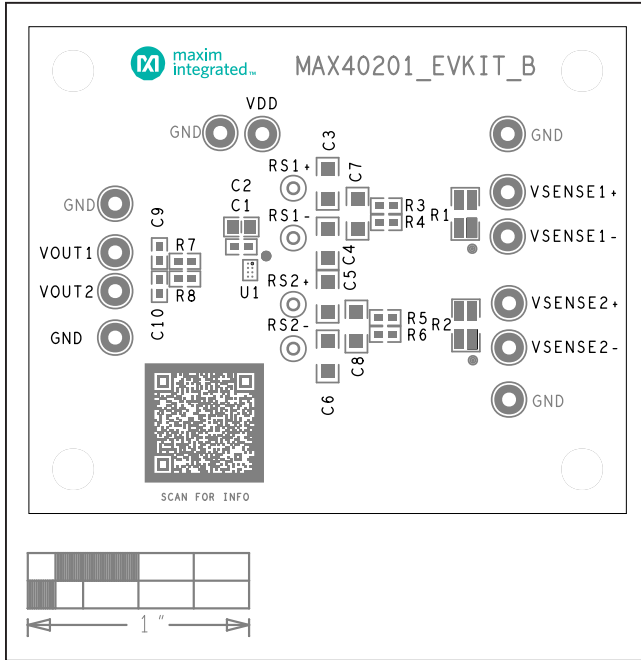 maxim
integrated™
MAX40201_EVKIT_B
VDD
GND
GND
C3
RS1+
C7
VSENSE1+
C2
C1
R3
R4
R1
GND
C9
RS1-
VOUT1
R7
VSENSE1-
C4
C5
U1
RS2+
VOUT2
R8
VSENSE2+
R5
R6
R2
RS2-
GND
C10
VSENSE2-
C8
C6
GND
SCAN FOR INFO
1 "